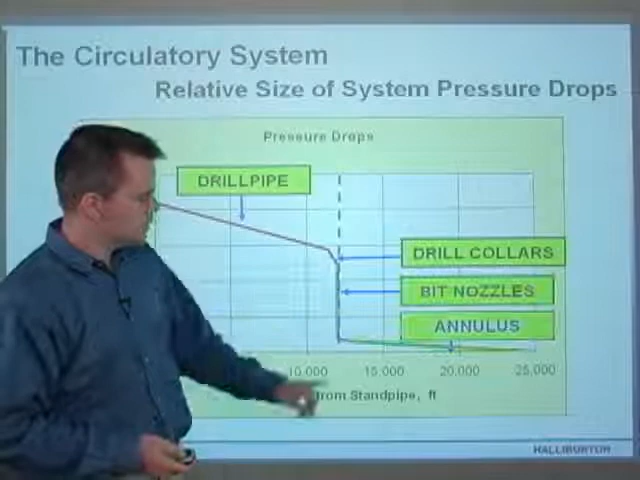 The Circulatory System
Relative Size of System Pressure Drops
Pressure Drops
DRILLPIPE
DRILL COLLARS
BIT NOZZLES
ANNULUS
10,000 15,000 20,000 25,000
from Standpipe, ft
HALLIBURTON